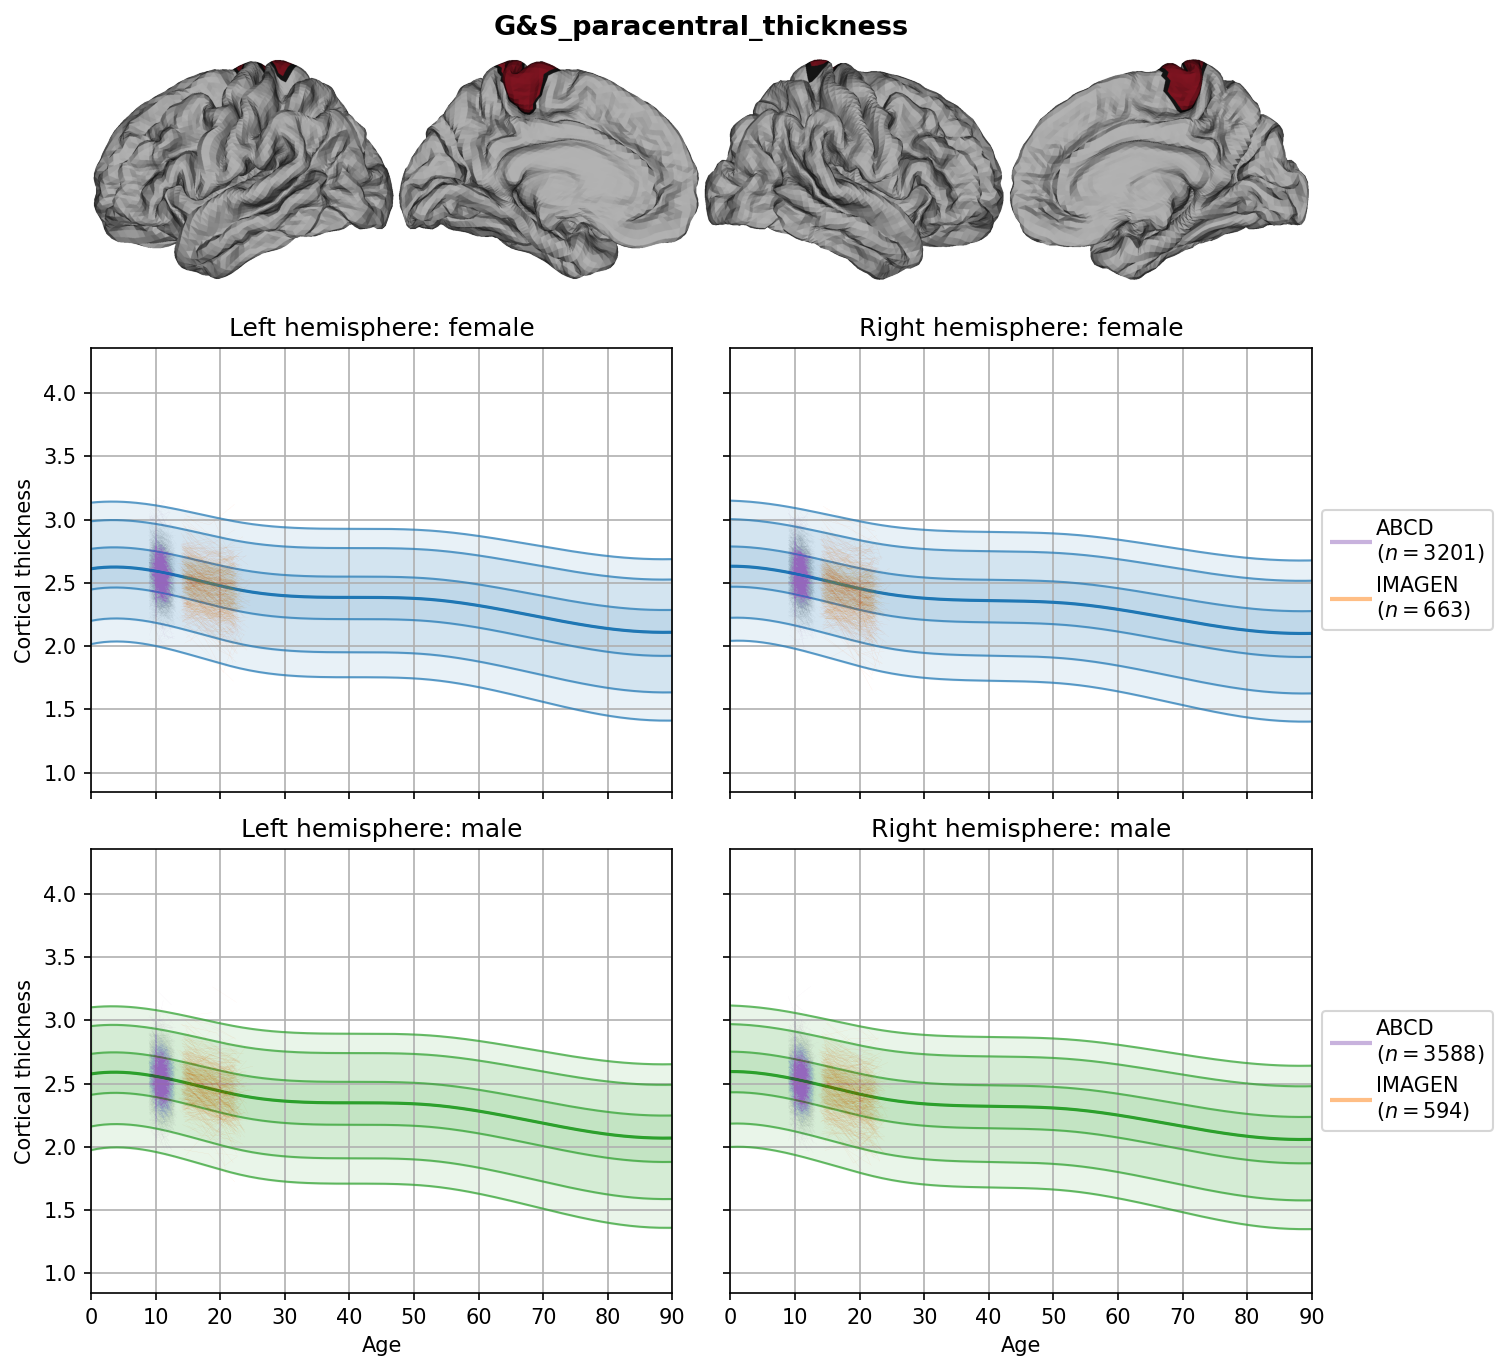 G&S_paracentral_thickness
Left hemisphere: female
Right hemisphere: female
Cortical thickness
4.0
3.5
3.0
2.5
2.0
1.5
1.0
ABCD
(n = 3201)
IMAGEN
(n = 663)
Left hemisphere: male
Right hemisphere: male
Cortical thickness
4.0
3.5
3.0
2.5
2.0
1.5
1.0
ABCD
(n = 3588)
IMAGEN
(n = 594)
0 10 20 30 40 50 60 70 80 90
0 10 20 30 40 50 60 70 80 90
Age
Age